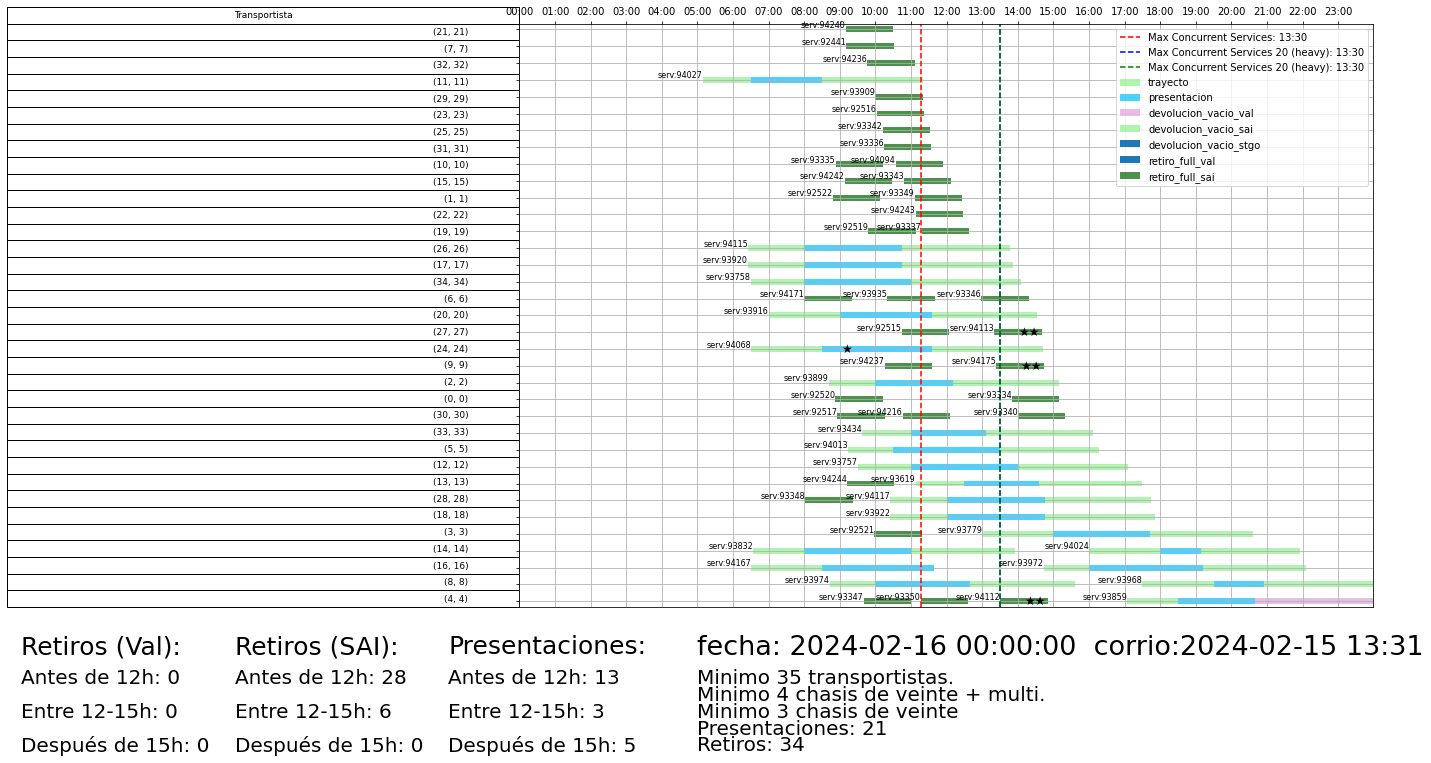 Transportista
00:00 01:00 02:00 03:00 04:00 05:00 06:00 07:00 08:00 09:00 10:00 11:00 12:00 13:00 14:00 15:00 16:00 17:00 18:00 19:00 20:00 21:00 22:00 23:00
Max Concurrent Services: 13:30
Max Concurrent Services 20 (heavy): 13:30
Max Concurrent Services 20 (heavy): 13:30
trayecto
presentacion
devolucion_vacio_val
devolucion_vacio_sai
devolucion_vacio_stgo
retiro_full_val
retiro_full_sai
(21, 21) serv:94240
(7, 7) serv:92441
(32, 32) serv:94236
(11, 11) serv:94027
(29, 29) serv:93909
(23, 23) serv:92516
(25, 25) serv:93342
(31, 31) serv:93336
(10, 10) serv:93335 serv:94094
(15, 15) serv:94242 serv:93343
(1, 1) serv:92522 serv:93349
(22, 22) serv:94243
(19, 19) serv:92519 serv:93337
(26, 26) serv:94115
(17, 17) serv:93920
(34, 34) serv:93758
(6, 6) serv:94171 serv:93935 serv:93346
(20, 20) serv:93916
(27, 27) serv:92515 serv:94113
(24, 24) serv:94068
(9, 9) serv:94237 serv:94175
(2, 2) serv:93899
(0, 0) serv:92520 serv:93334
(30, 30) serv:92517 serv:94216 serv:93340
(33, 33) serv:93434
(5, 5) serv:94013
(12, 12) serv:93757
(13, 13) serv:94244 serv:93619
(28, 28) serv:93348 serv:94117
(18, 18) serv:93922
(3, 3) serv:92521 serv:93779
(14, 14) serv:93832 serv:94024
(16, 16) serv:94167 serv:93972
(8, 8) serv:93974 serv:93968
(4, 4) serv:93347 serv:93350 serv:94112 serv:93859
Retiros (Val):
Antes de 12h: 0
Entre 12-15h: 0
Después de 15h: 0
Retiros (SAI):
Antes de 12h: 28
Entre 12-15h: 6
Después de 15h: 0
Presentaciones:
Antes de 12h: 13
Entre 12-15h: 3
Después de 15h: 5
fecha: 2024-02-16 00:00:00 corrio:2024-02-15 13:31
Minimo 35 transportistas.
Minimo 4 chasis de veinte + multi.
Minimo 3 chasis de veinte
Presentaciones: 21
Retiros: 34